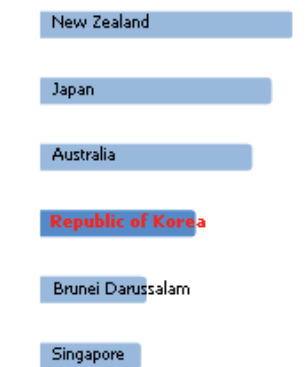 New Zealand
Japan
Australia
Republic of Korea
Brunei Darussalam
Singapore